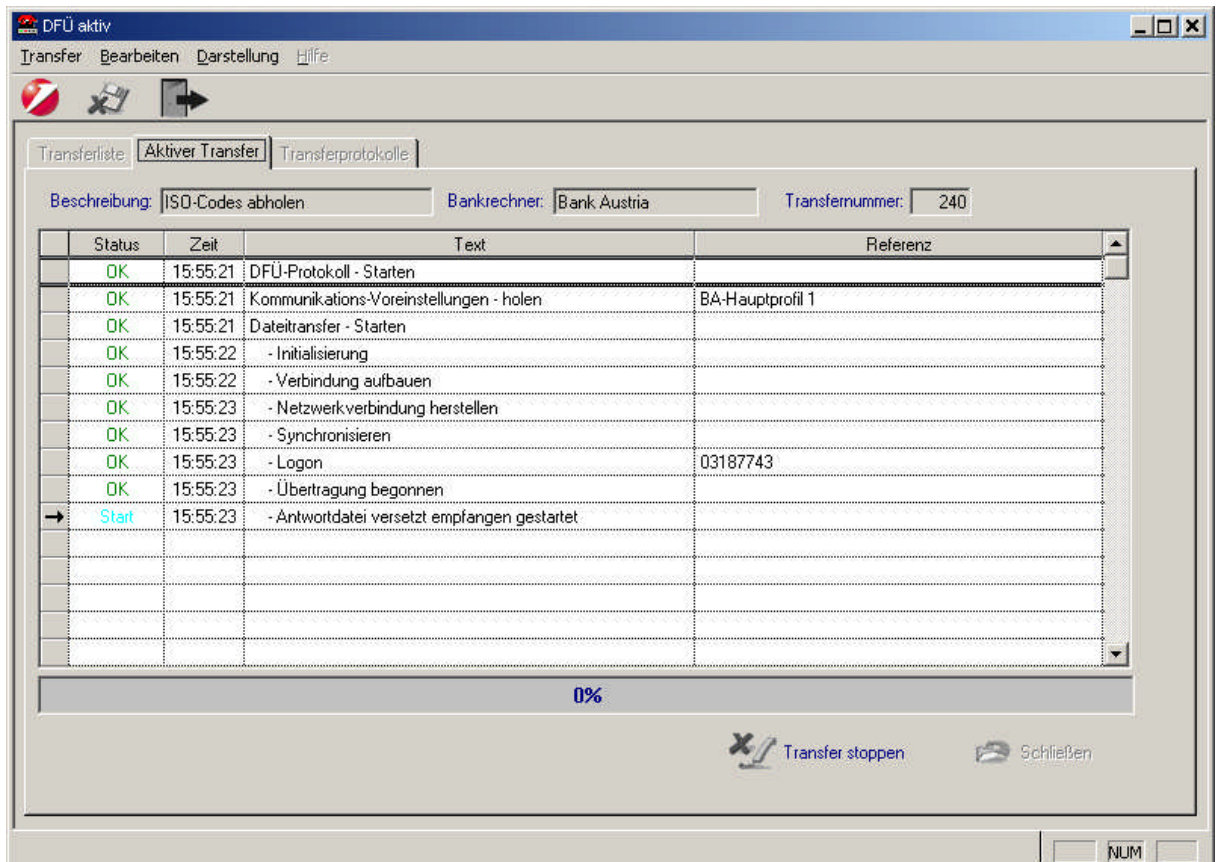 DFÜ aktiv
Transfer Bearbeiten Darstellung Hilfe
Transferliste Aktiver Transfer Transferprotokolle
Beschreibung: ISO-Codes abholen Bankrechner: Bank Austria Transfernummer: 240
Status Zeit Text Referenz
OK 15:55:21 DFÜ-Protokoll - Starten
OK 15:55:21 Kommunikations-Voreinstellungen - holen BA-Hauptprofil 1
OK 15:55:21 Dateitransfer - Starten
OK 15:55:22 - Initialisierung
OK 15:55:22 - Verbindung aufbauen
OK 15:55:23 - Netzwerkverbindung herstellen
OK 15:55:23 - Synchronisieren
OK 15:55:23 - Logon 03187743
OK 15:55:23 - Übertragung begonnen
Start 15:55:23 - Antwortdatei versetzt empfangen gestartet
0%
Transfer stoppen Schließen
NUM